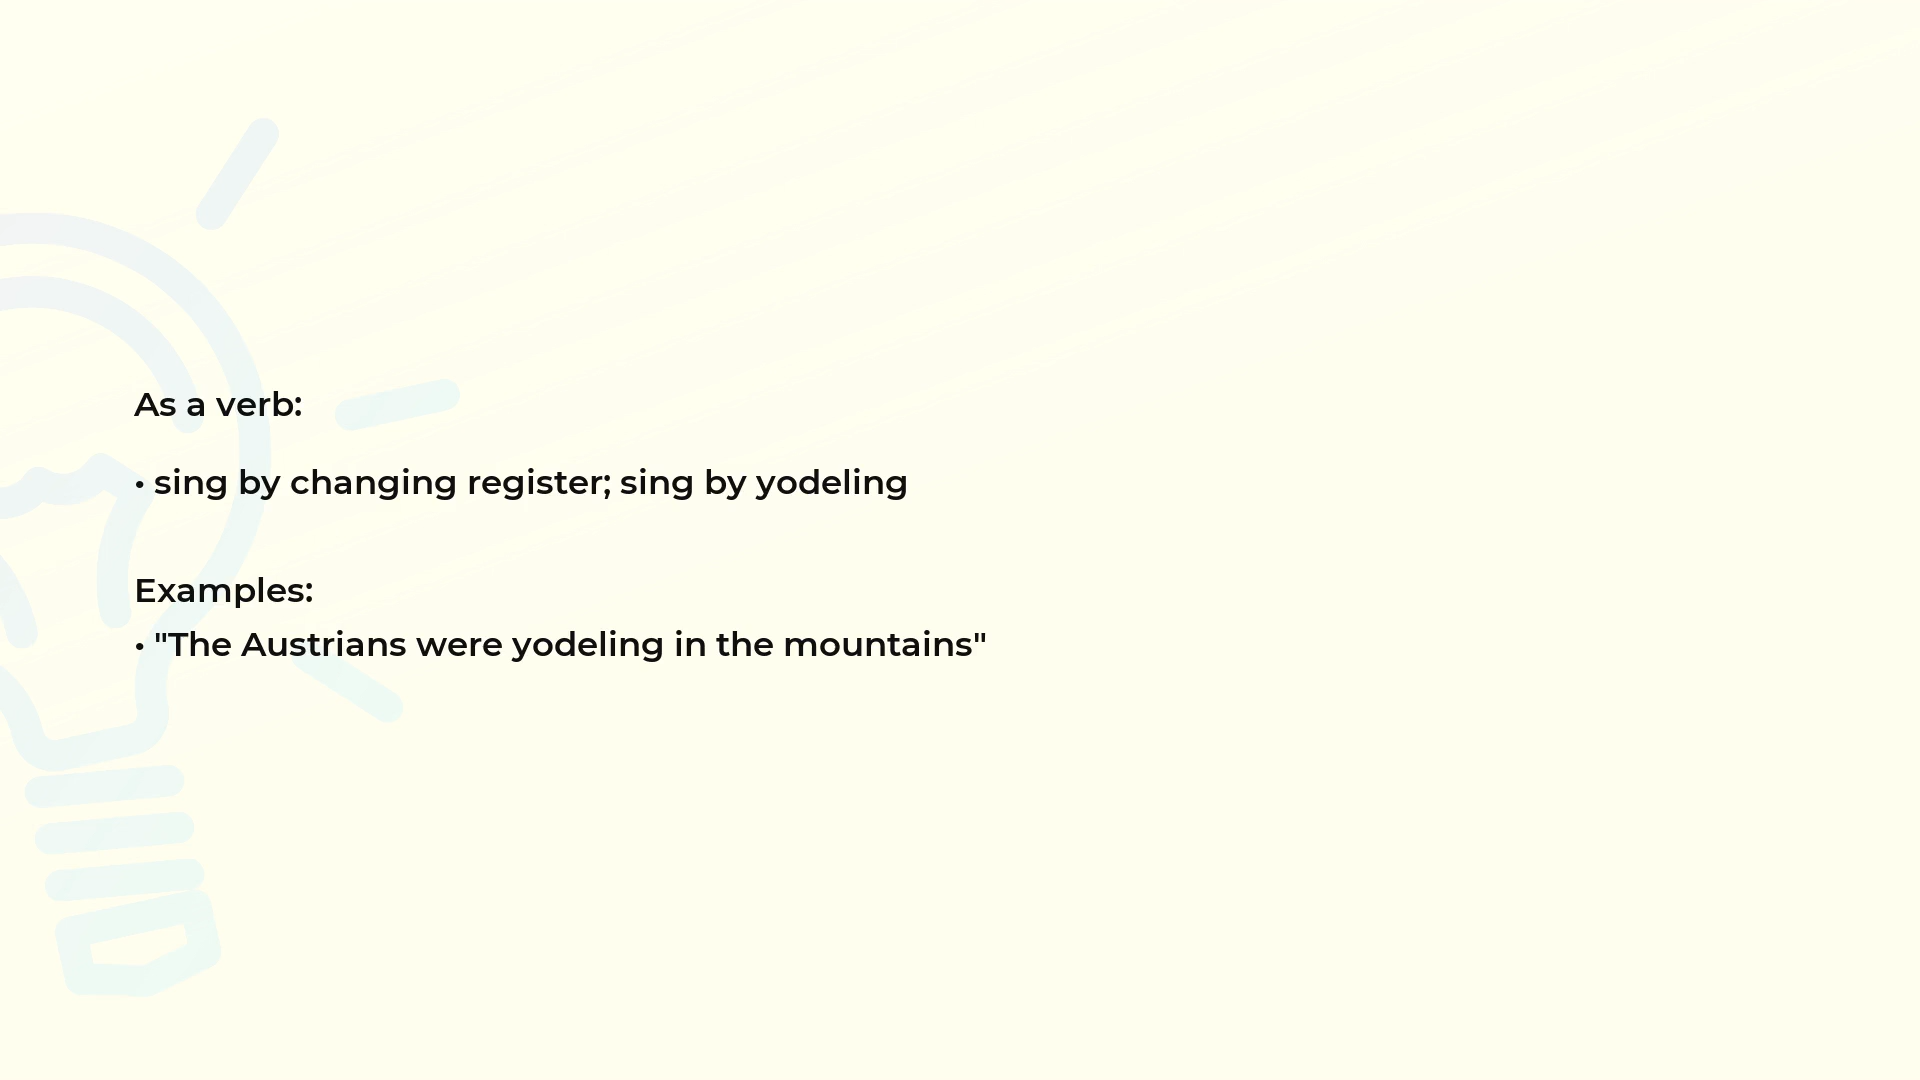 As a verb:
• sing by changing register; sing by yodeling
Examples:
• "The Austrians were yodeling in the mountains"